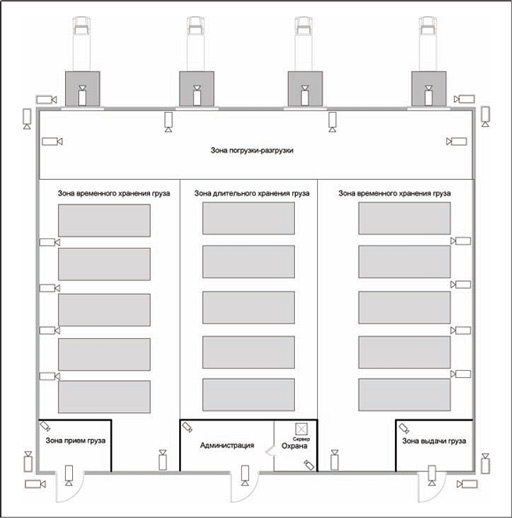 Зона погрузки-разгрузки
Зона временного хранения груза
Зона длительного хранения груза
Зона временного хранения груза
Зона прием груза
Администрация
Сервер
Охрана
Зона выдачи груза